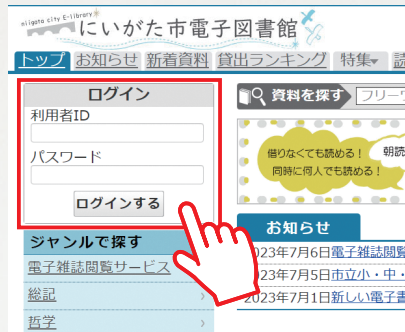 niigata city E-library
にいがた市電子図書館
トップ お知らせ 新着資料 貸出ランキング 特集
ログイン
利用者ID
パスワード
ログインする
ジャンルで探す
電子雑誌閲覧サービス
総記
哲学
資料を探す フリー
借りなくても読める! 朝読
同時に何人でも読める!
お知らせ
2023年7月6日 電子雑誌閲覧
2023年7月5日 市立小・中・
2023年7月1日 新しい電子書